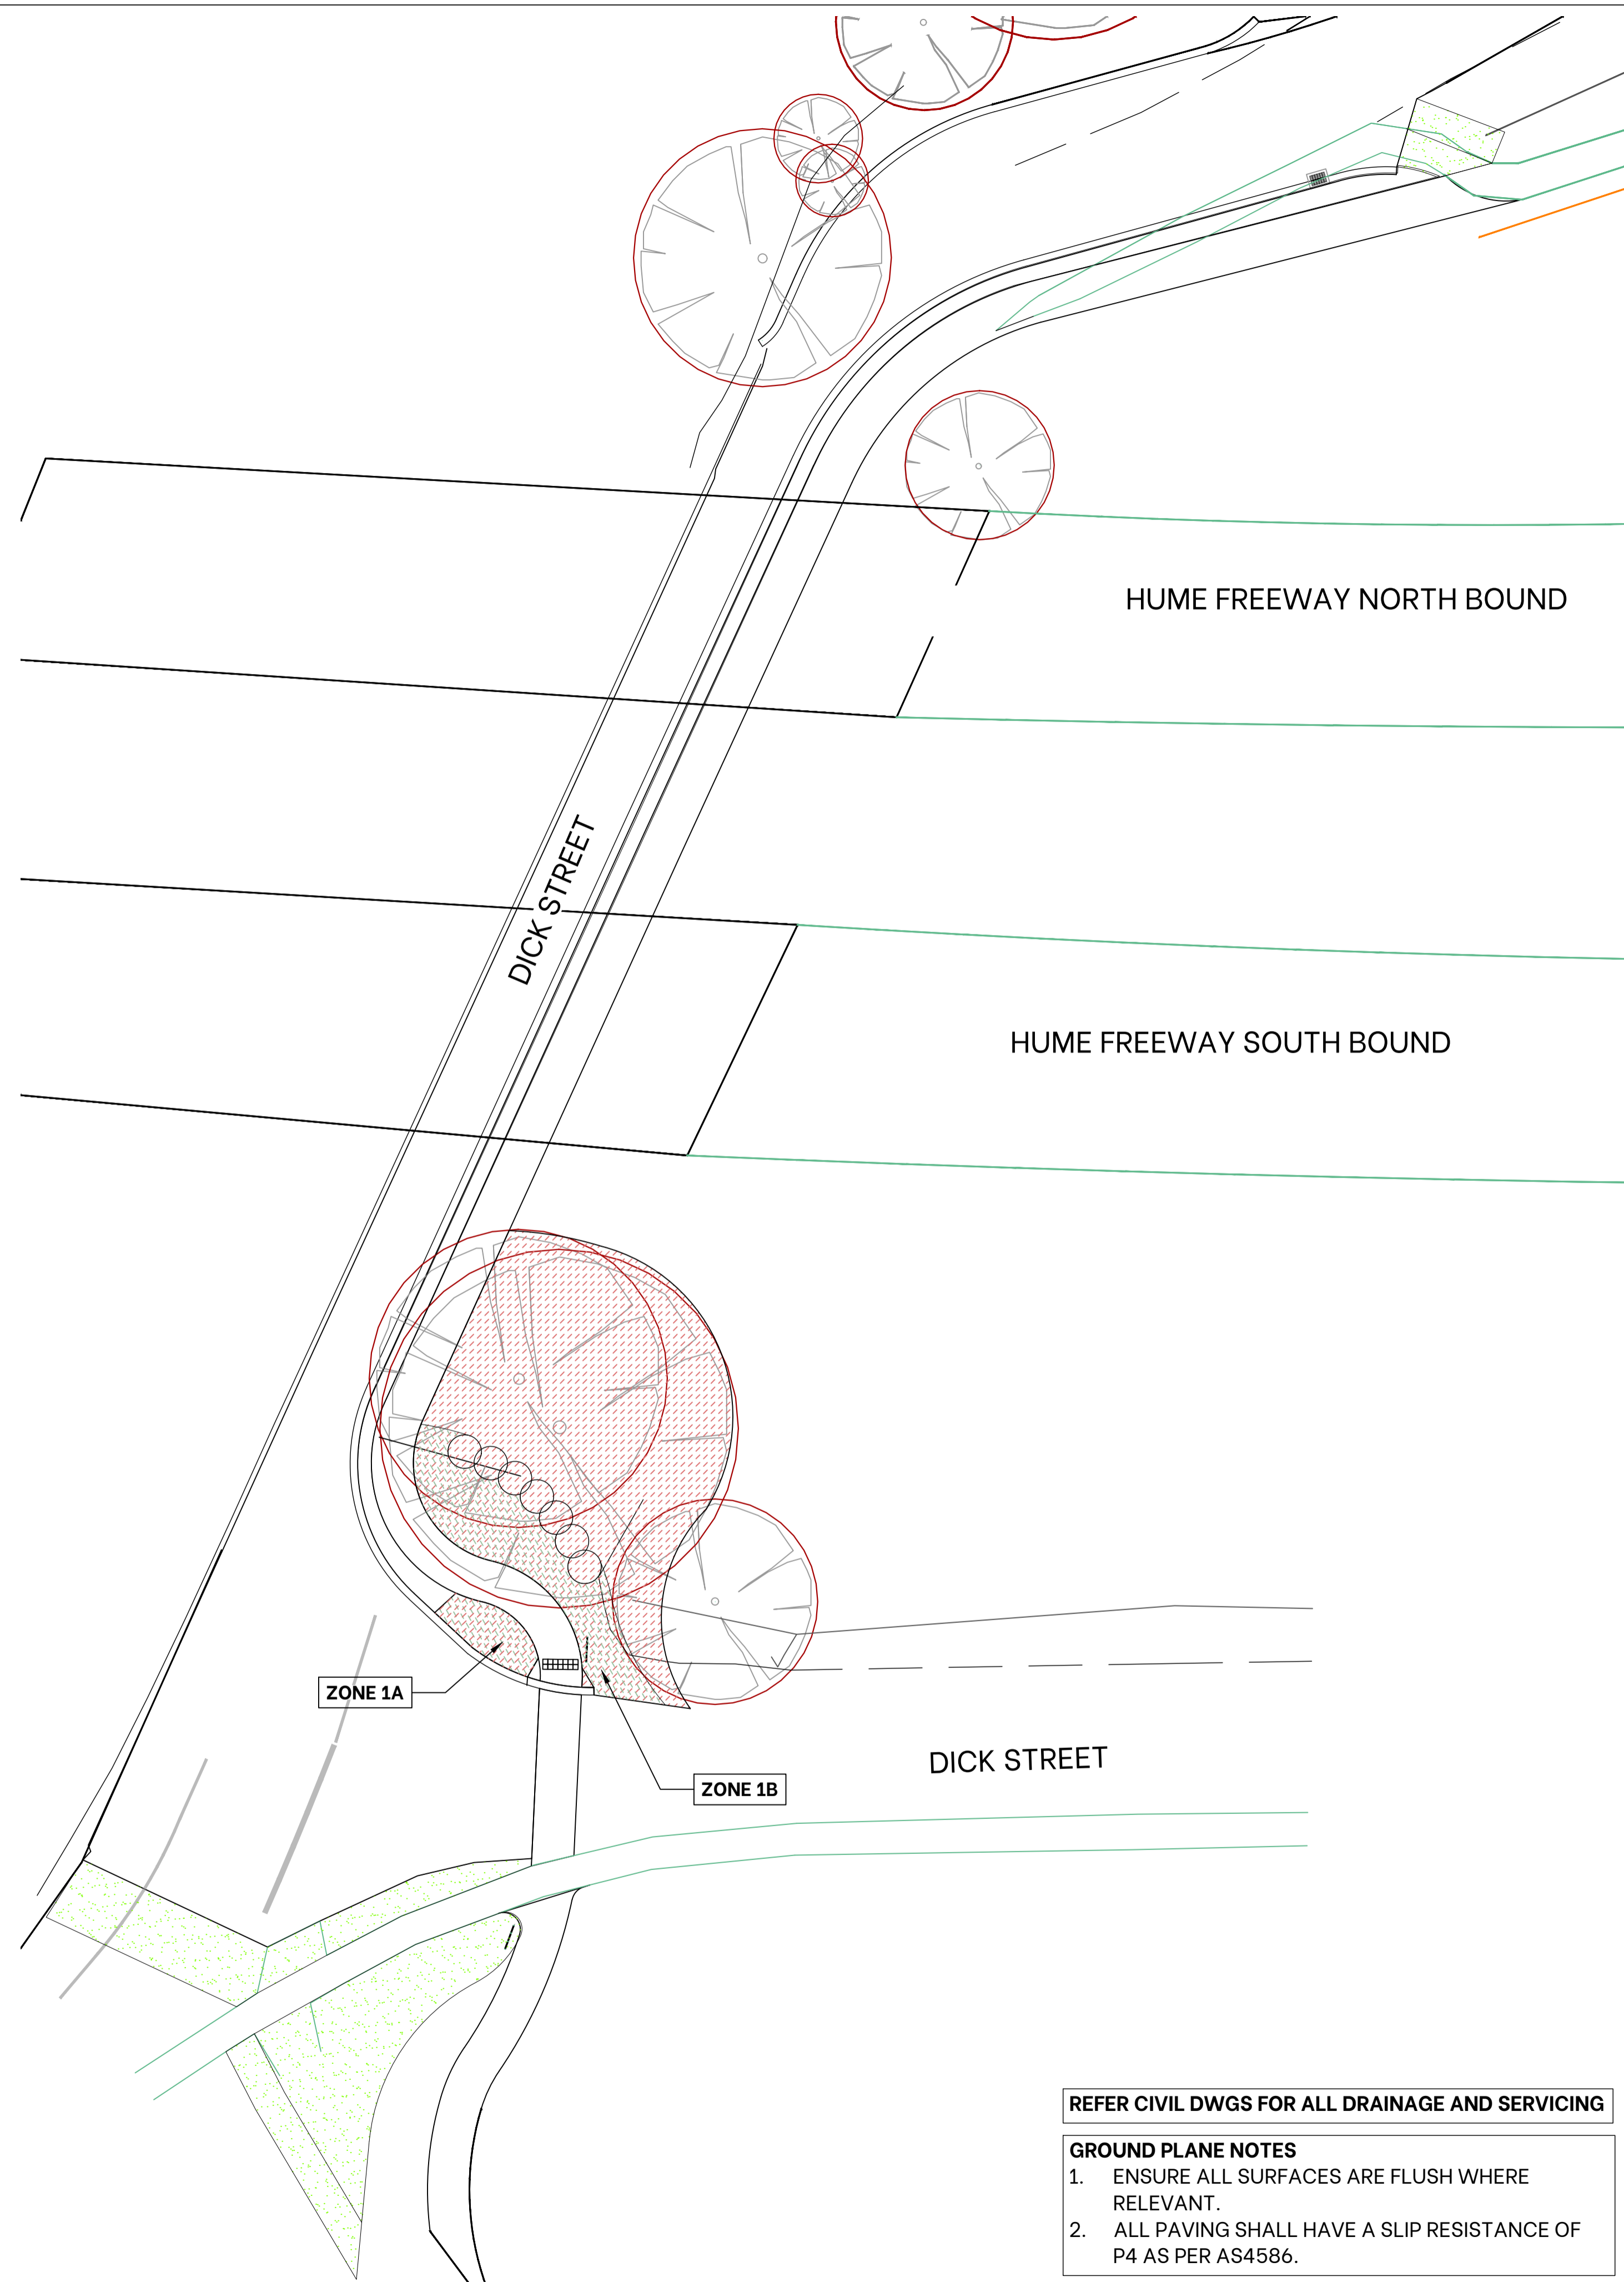 HUME FREEWAY NORTH BOUND
DICK STREET
HUME FREEWAY SOUTH BOUND
ZONE 1A
DICK STREET
ZONE 1B
REFER CIVIL DWGS FOR ALL DRAINAGE AND SERVICING
GROUND PLANE NOTES
1. ENSURE ALL SURFACES ARE FLUSH WHERE
RELEVANT.
2. ALL PAVING SHALL HAVE A SLIP RESISTANCE OF
P4 AS PER AS4586.